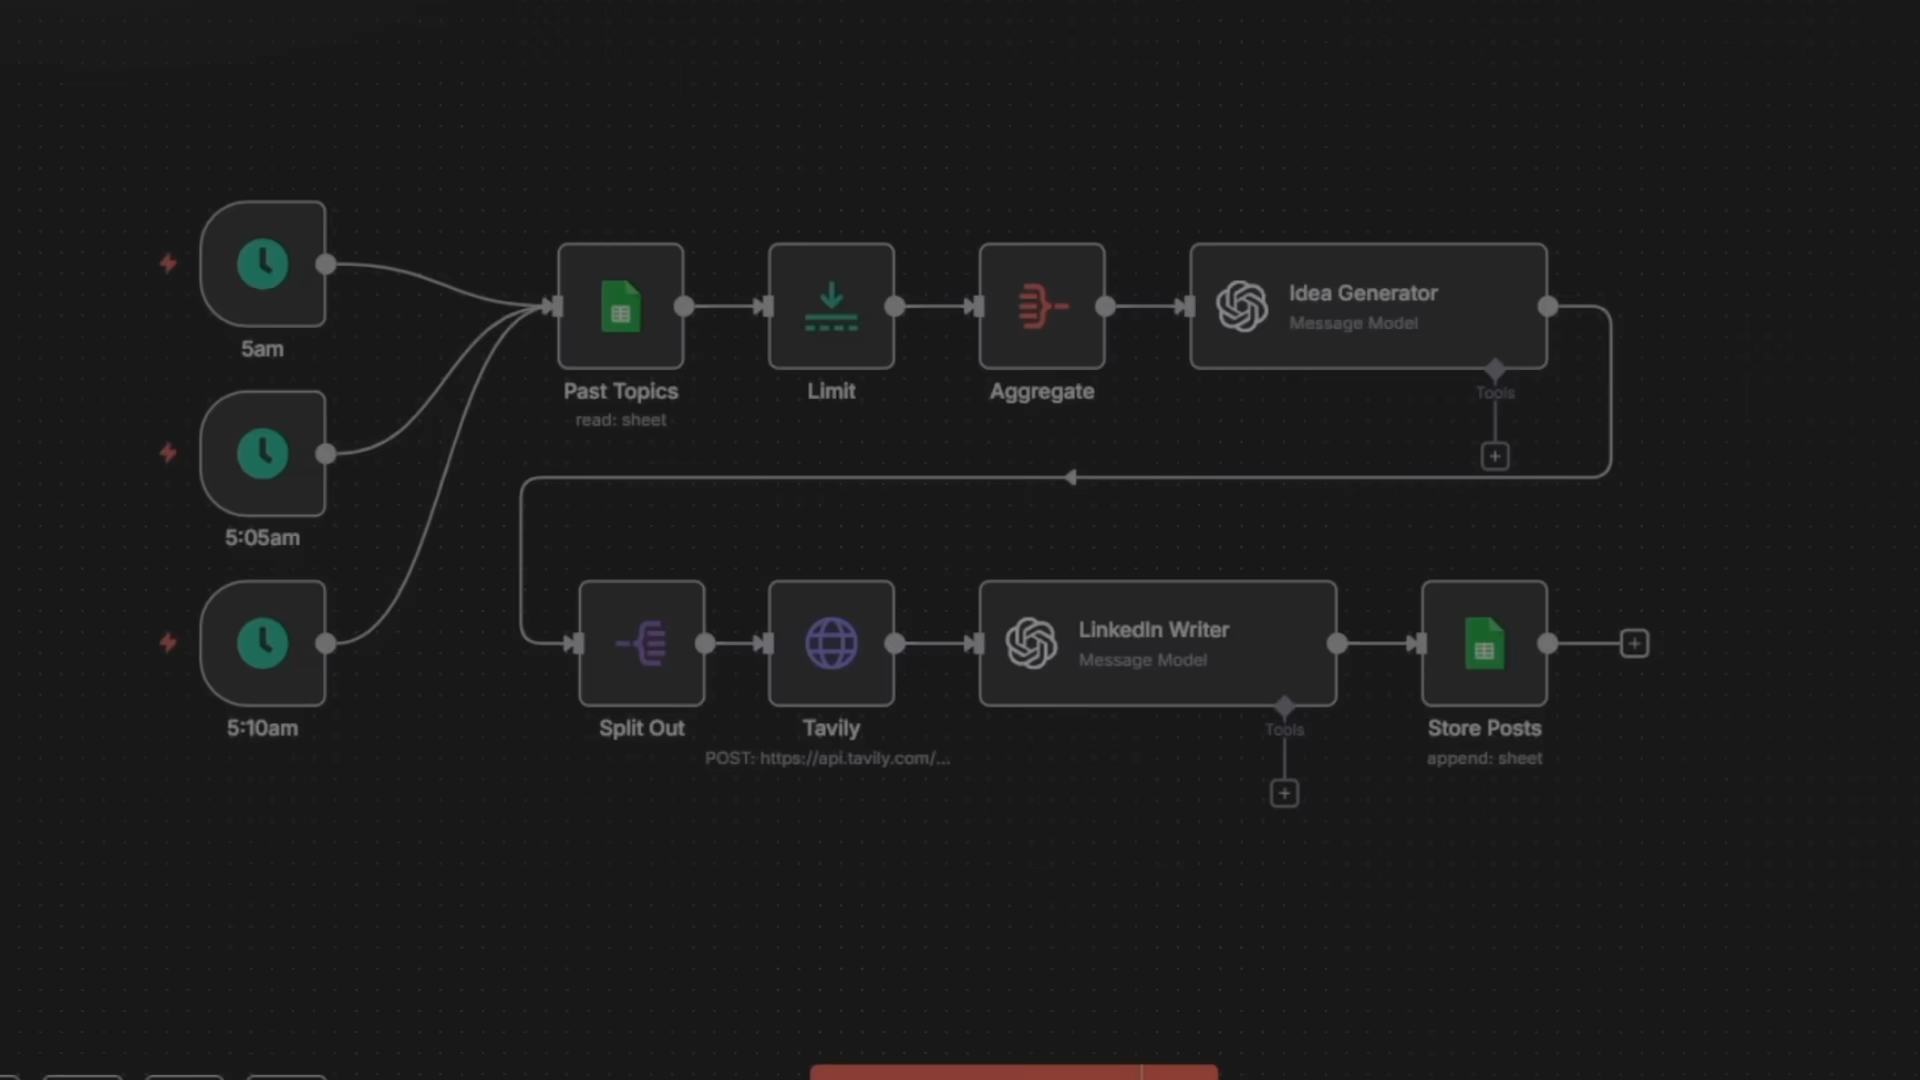 5am
5:05am
5:10am
Past Topics
read: sheet
Limit
Aggregate
Idea Generator
Message Model
Tools
Split Out
Tavily
POST: https://api.tavily.com/...
LinkedIn Writer
Message Model
Tools
Store Posts
append: sheet